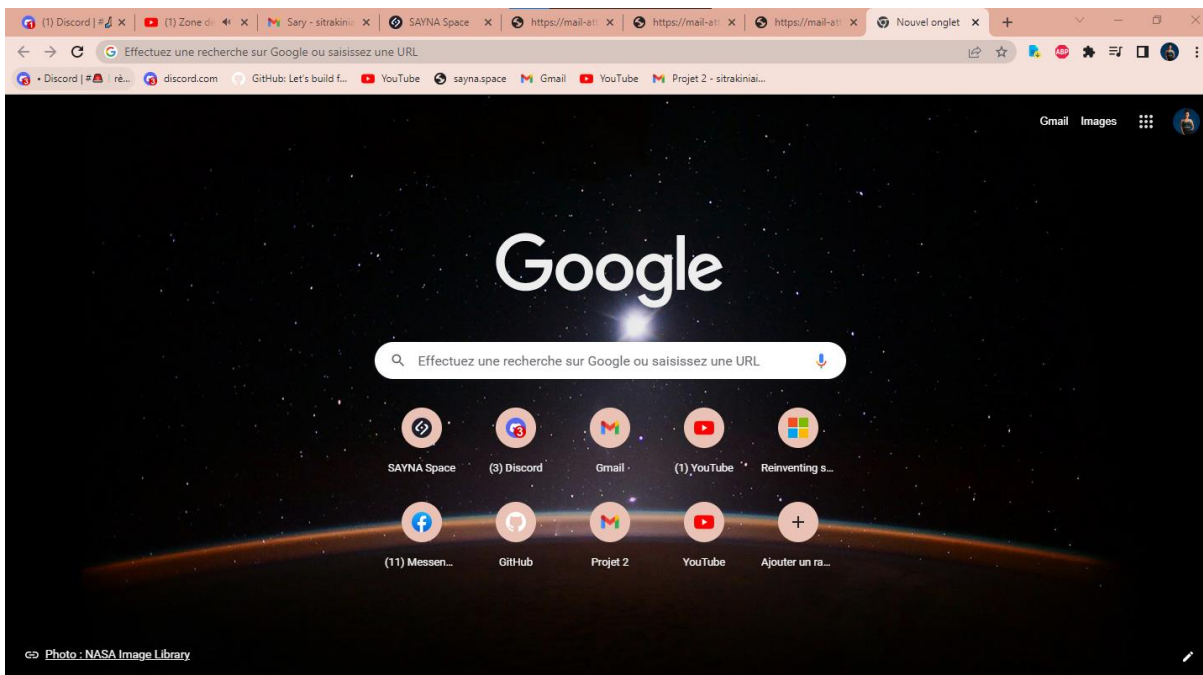 (1) Discord | # (1) Zone de Sary - sitrakinia SAYNA Space https://mail-att https://mail-att https://mail-att Nouvel onglet
G Effectuez une recherche sur Google ou saisissez une URL ABP
• Discord | # | rè... discord.com GitHub: Let's build f... YouTube sayna.space Gmail YouTube Projet 2 - sitrakiniai...
Gmail Images
Google
Effectuez une recherche sur Google ou saisissez une URL
SAYNA Space (3) Discord Gmail (1) YouTube Reinventing s...
(11) Messen... GitHub Projet 2 YouTube Ajouter un ra...
Photo : NASA Image Library